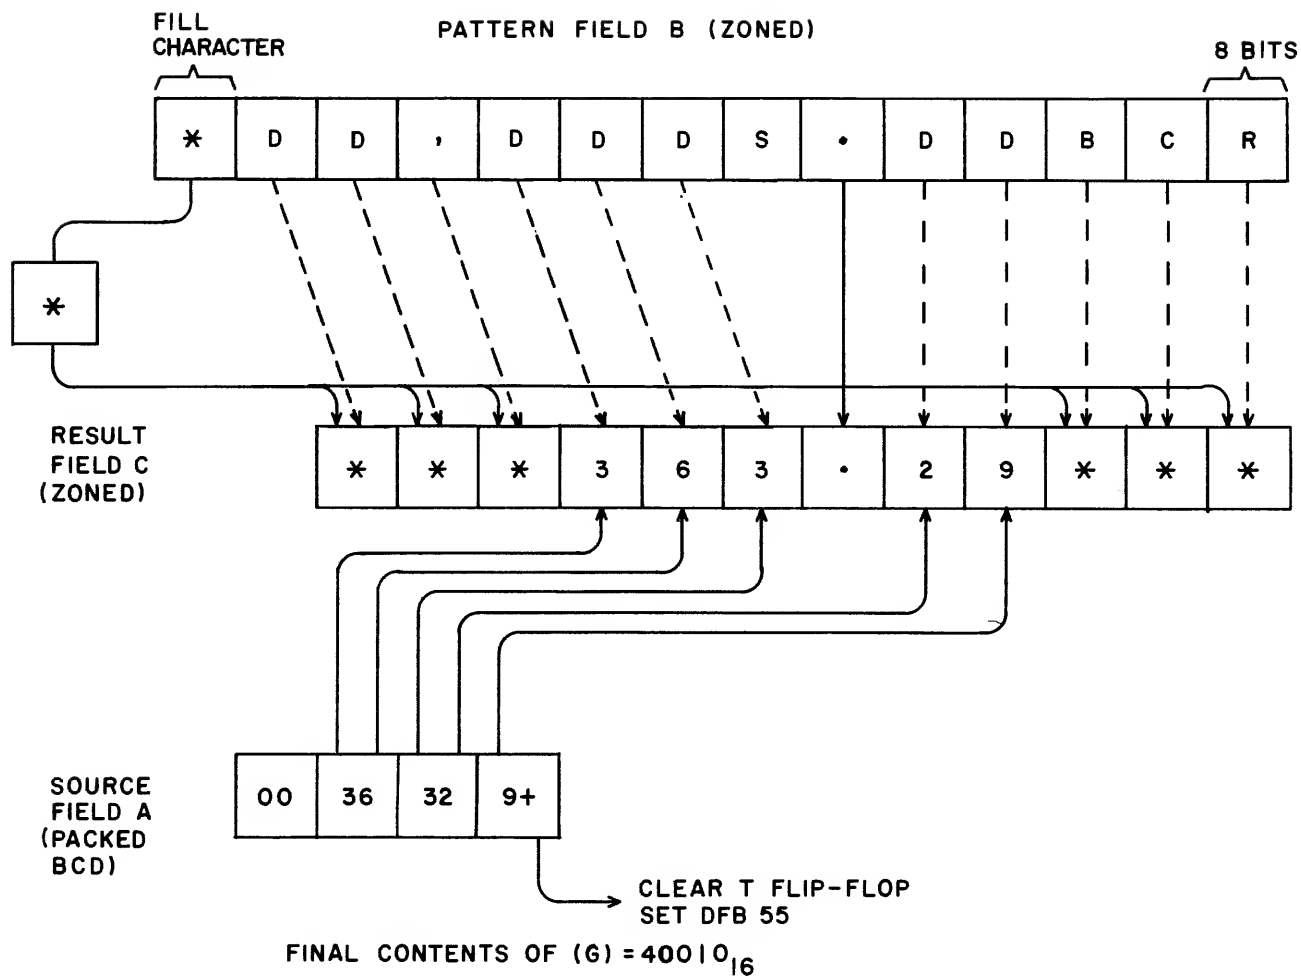 FILL
CHARACTER
PATTERN FIELD B (ZONED)
8 BITS
* D D , D D D S . D D B C R
*
RESULT
FIELD C
(ZONED)
* * * 3 6 3 . 2 9 * * *
SOURCE
FIELD A
(PACKED
BCD)
00 36 32 9+
CLEAR T FLIP-FLOP
SET DFB 55
FINAL CONTENTS OF (G) = 40010₁₆